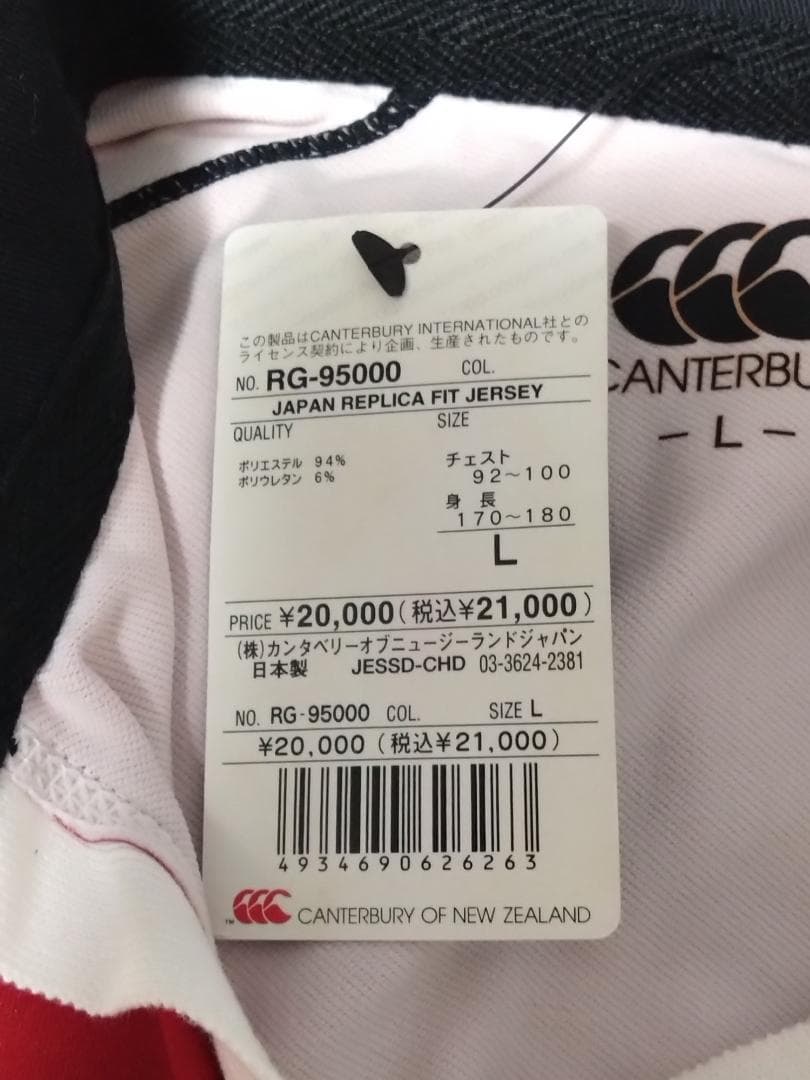 この製品はCANTERBURY INTERNATIONAL社との
ライセンス契約により企画、生産されたものです。
NO. RG-95000 COL.
JAPAN REPLICA FIT JERSEY
QUALITY SIZE
ポリエステル 94%
ポリウレタン 6%
チェスト
92～100
身長
170～180
L
PRICE ¥20,000(税込¥21,000)
(株)カンタベリーオブニュージーランドジャパン
日本製 JESSD-CHD 03-3624-2381
NO. RG-95000 COL. SIZE L
¥20,000(税込¥21,000)
4934690626263
TM CANTERBURY OF NEW ZEALAND
CANTERBU
-L-